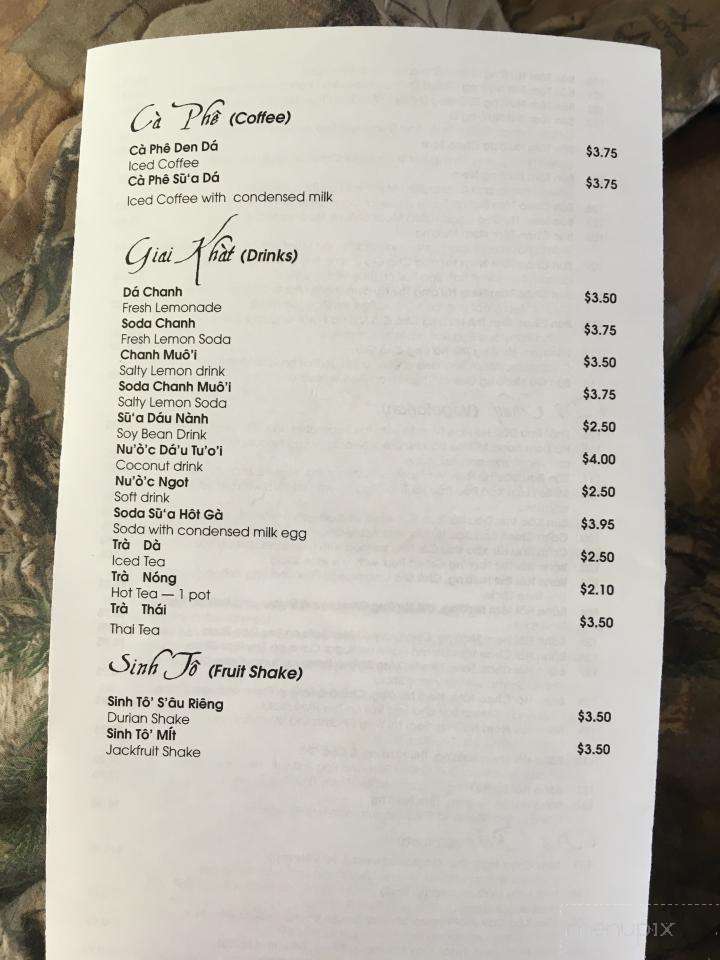 Cà Phê (Coffee)
Cà Phê Den Dá $3.75
Iced Coffee
Cà Phê Sū'a Dá $3.75
Iced Coffee with condensed milk
Giai Khàt (Drinks)
Dá Chanh $3.50
Fresh Lemonade
Soda Chanh $3.75
Fresh Lemon Soda
Chanh Muô'i $3.50
Salty Lemon drink
Soda Chanh Muô'i $3.75
Salty Lemon Soda
Sū'a Dáu Nành $2.50
Soy Bean Drink
Nu'ò'c Dá'u Tu'o'i $4.00
Coconut drink
Nu'ò'c Ngot $2.50
Soft drink
Soda Sū'a Hôt Gà $3.95
Soda with condensed milk egg
Trà Dà $2.50
Iced Tea
Trà Nóng $2.10
Hot Tea — 1 pot
Trà Thái $3.50
Thai Tea
Sinh Tô (Fruit Shake)
Sinh Tô' S'âu Riêng $3.50
Durian Shake
Sinh Tô' Mít $3.50
Jackfruit Shake
menupix